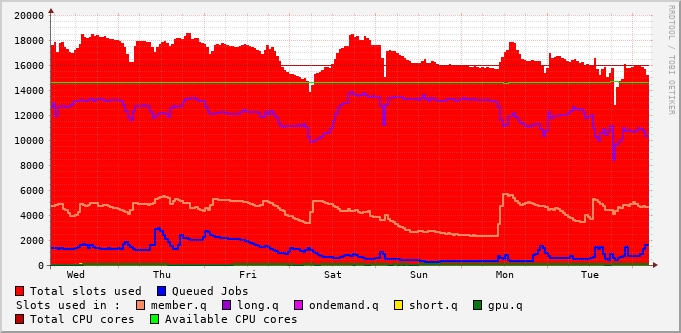 20000
18000
16000
14000
12000
10000
8000
6000
4000
2000
0
Wed Thu Fri Sat Sun Mon Tue
RRDTOOL / TOBI OETIKER
Total slots used Queued Jobs
Slots used in : member.q long.q ondemand.q short.q gpu.q
Total CPU cores Available CPU cores